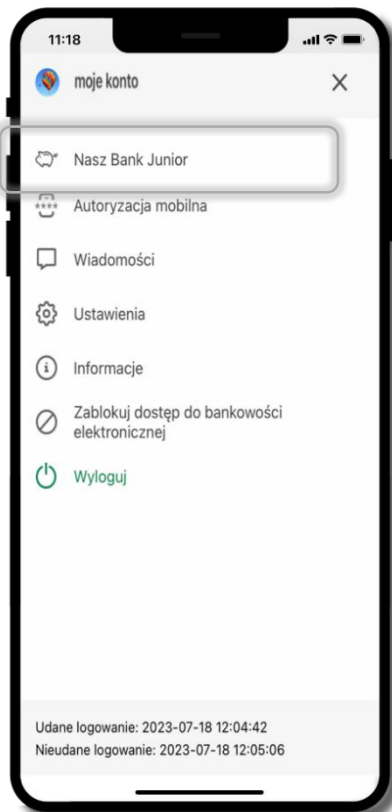 11:18
moje konto
Nasz Bank Junior
Autoryzacja mobilna
Wiadomości
Ustawienia
Informacje
Zablokuj dostęp do bankowości
elektronicznej
Wyloguj
Udane logowanie: 2023-07-18 12:04:42
Nieudane logowanie: 2023-07-18 12:05:06